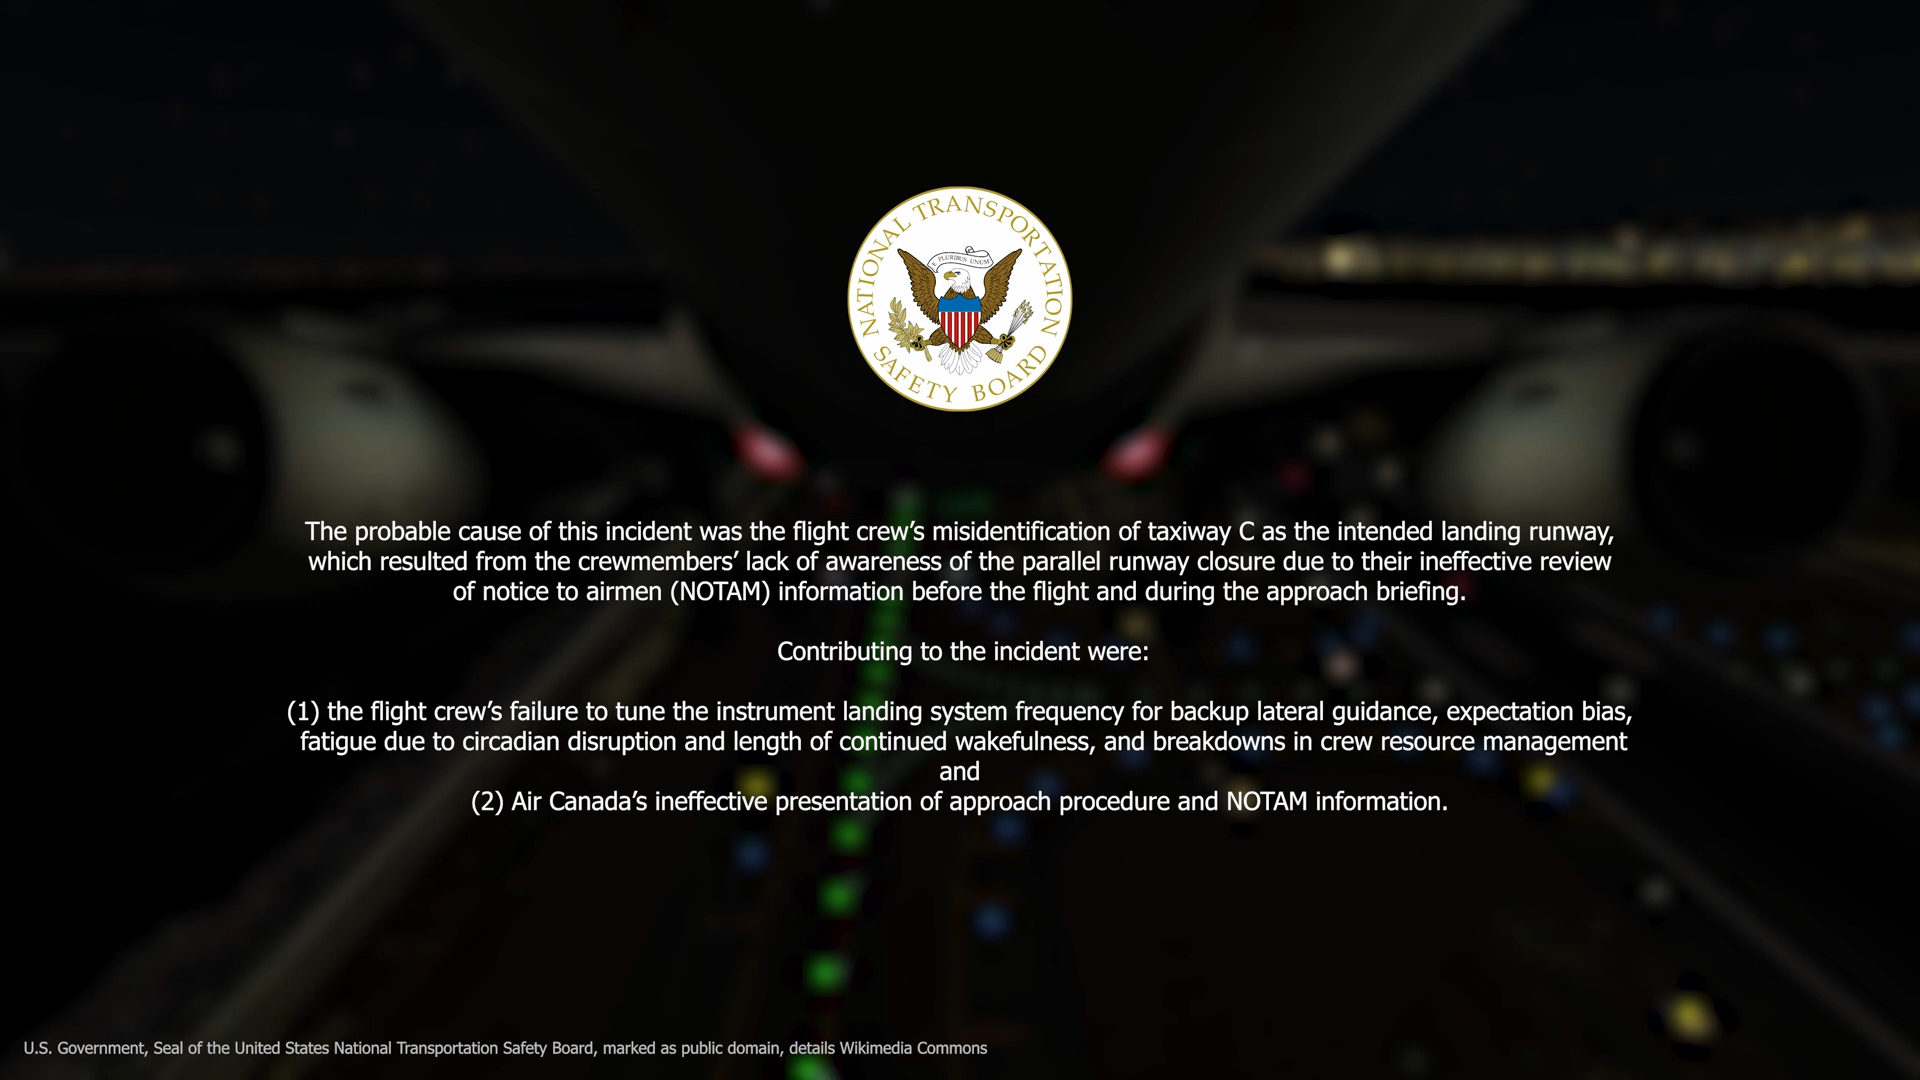 NATIONAL TRANSPORTATION
E PLURIBUS UNUM
SAFETY BOARD
The probable cause of this incident was the flight crew’s misidentification of taxiway C as the intended landing runway,
which resulted from the crewmembers’ lack of awareness of the parallel runway closure due to their ineffective review
of notice to airmen (NOTAM) information before the flight and during the approach briefing.
Contributing to the incident were:
(1) the flight crew’s failure to tune the instrument landing system frequency for backup lateral guidance, expectation bias,
fatigue due to circadian disruption and length of continued wakefulness, and breakdowns in crew resource management
and
(2) Air Canada’s ineffective presentation of approach procedure and NOTAM information.
U.S. Government, Seal of the United States National Transportation Safety Board, marked as public domain, details Wikimedia Commons